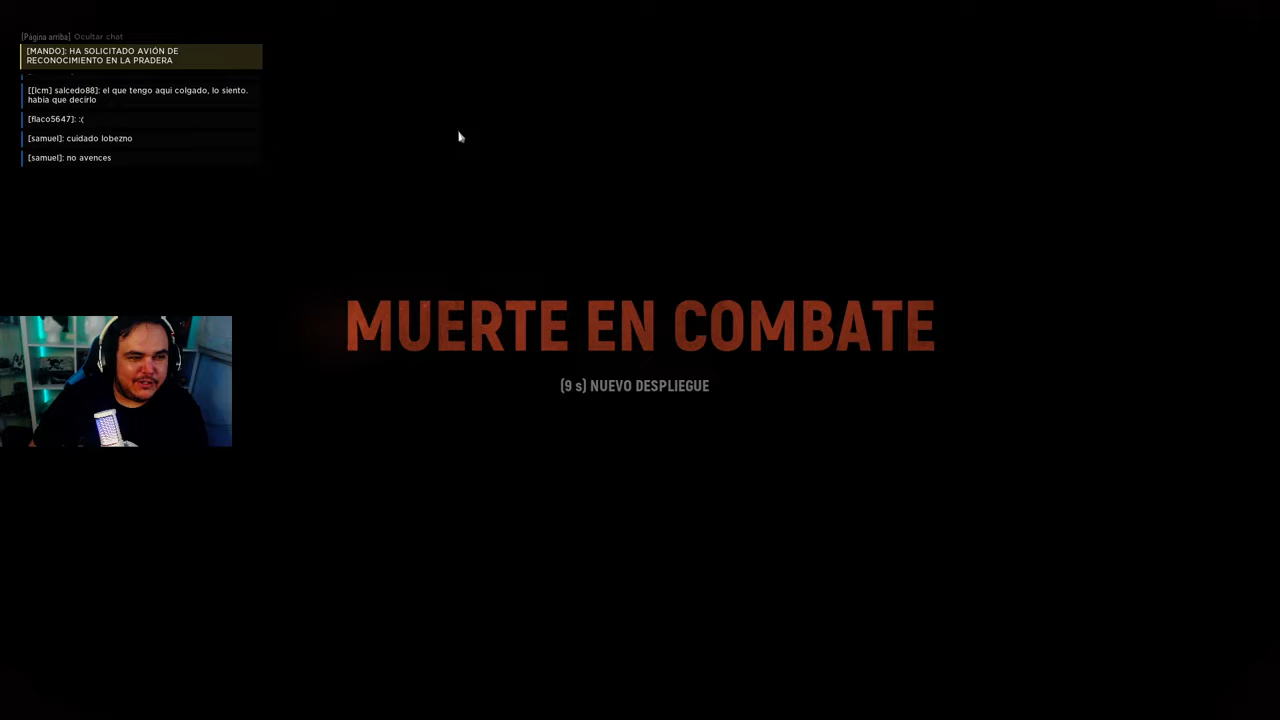 [Página arriba] Ocultar chat
[MANDO]: HA SOLICITADO AVIÓN DE
RECONOCIMIENTO EN LA PRADERA
[[lcm] salcedo88]: el que tengo aqui colgado, lo siento.
habia que decirlo
[flaco5647]: :(
[samuel]: cuidado lobezno
[samuel]: no avences
MUERTE EN COMBATE
(9 s) NUEVO DESPLIEGUE